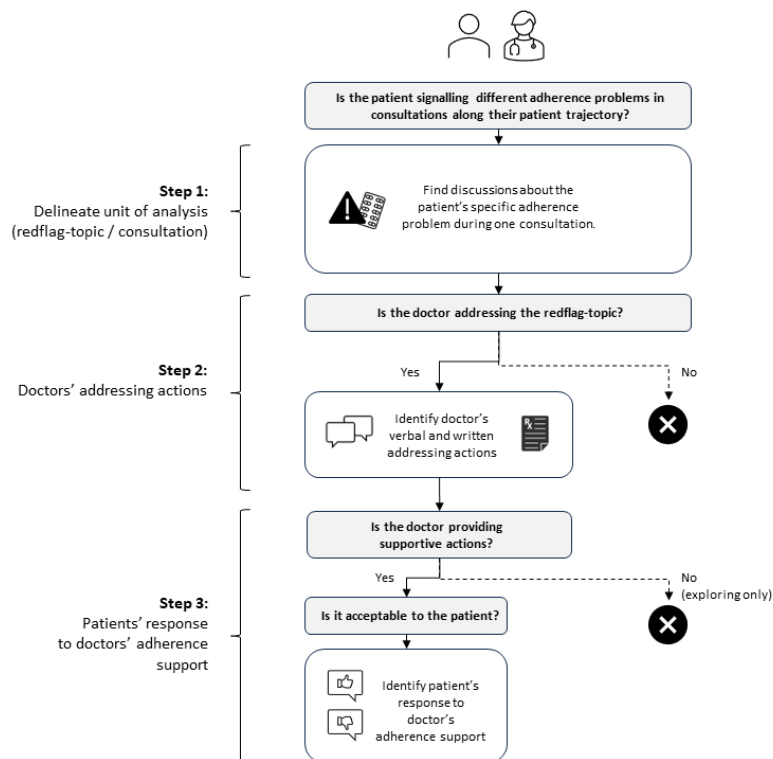 Is the patient signalling different adherence problems in
consultations along their patient trajectory?
Step 1:
Delineate unit of analysis
(redflag-topic / consultation)
Find discussions about the
patient's specific adherence
problem during one consultation.
Is the doctor addressing the redflag-topic?
Step 2:
Doctors' addressing actions
Yes
No
Identify doctor's
verbal and written
addressing actions
Rx
Is the doctor providing
supportive actions?
Step 3:
Patients' response
to doctors' adherence
support
Yes
No
(exploring only)
Is it acceptable to the patient?
Identify patient's
response to
doctor's
adherence support